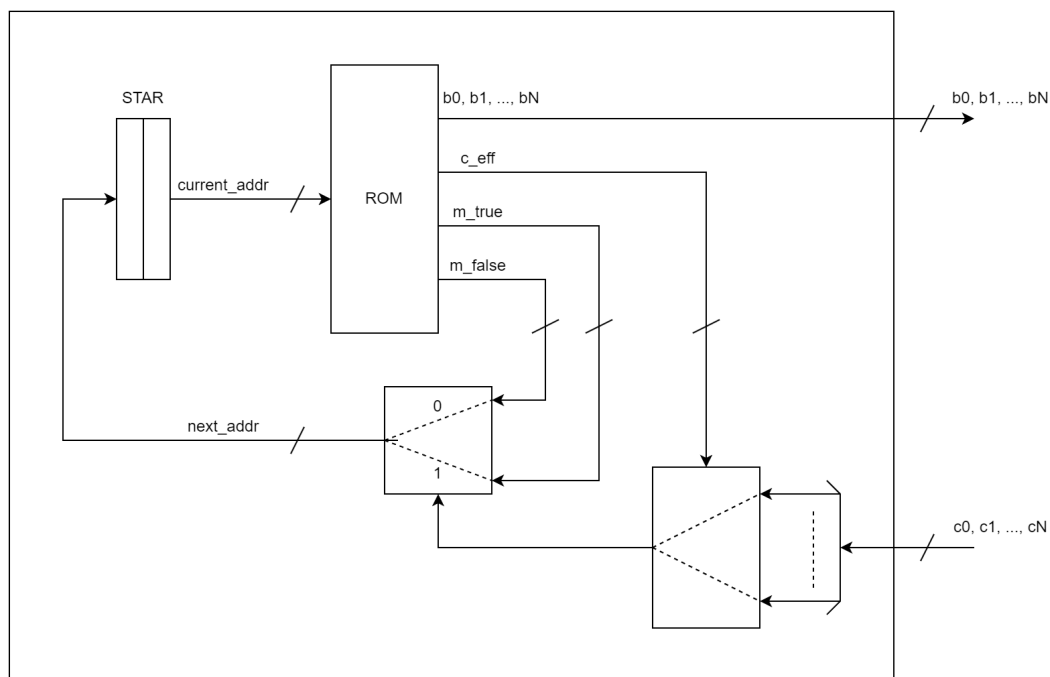 b0, b1, ..., bN
b0, b1, ..., bN
STAR
c_eff
current_addr
ROM
m_true
m_false
0
next_addr
1
c0, c1, ..., cN